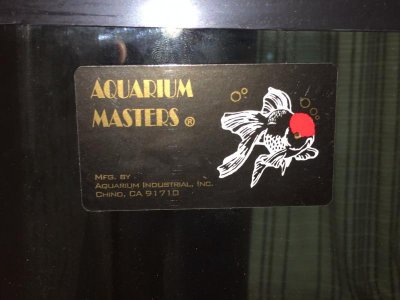 AQUARIUM
MASTERS ®
MFG. BY
AQUARIUM INDUSTRIAL, INC.
CHINO, CA 91710